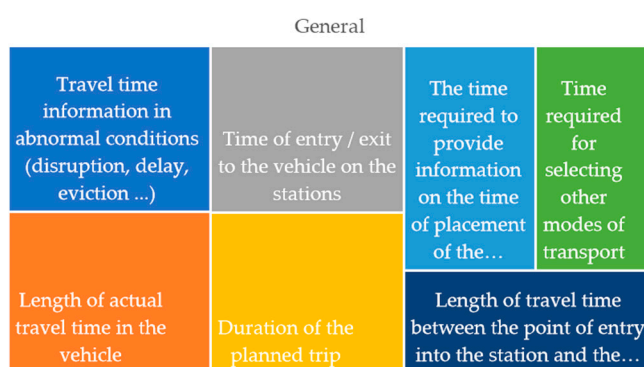 General
Travel time
information in
abnormal conditions
(disruption, delay,
eviction ...)
Time of entry / exit
to the vehicle on the
stations
The time
required to
provide
information
on the time
of placement
of the…
Time
required
for
selecting
other
modes of
transport
Length of actual
travel time in the
vehicle
Duration of the
planned trip
Length of travel time
between the point of entry
into the station and the…